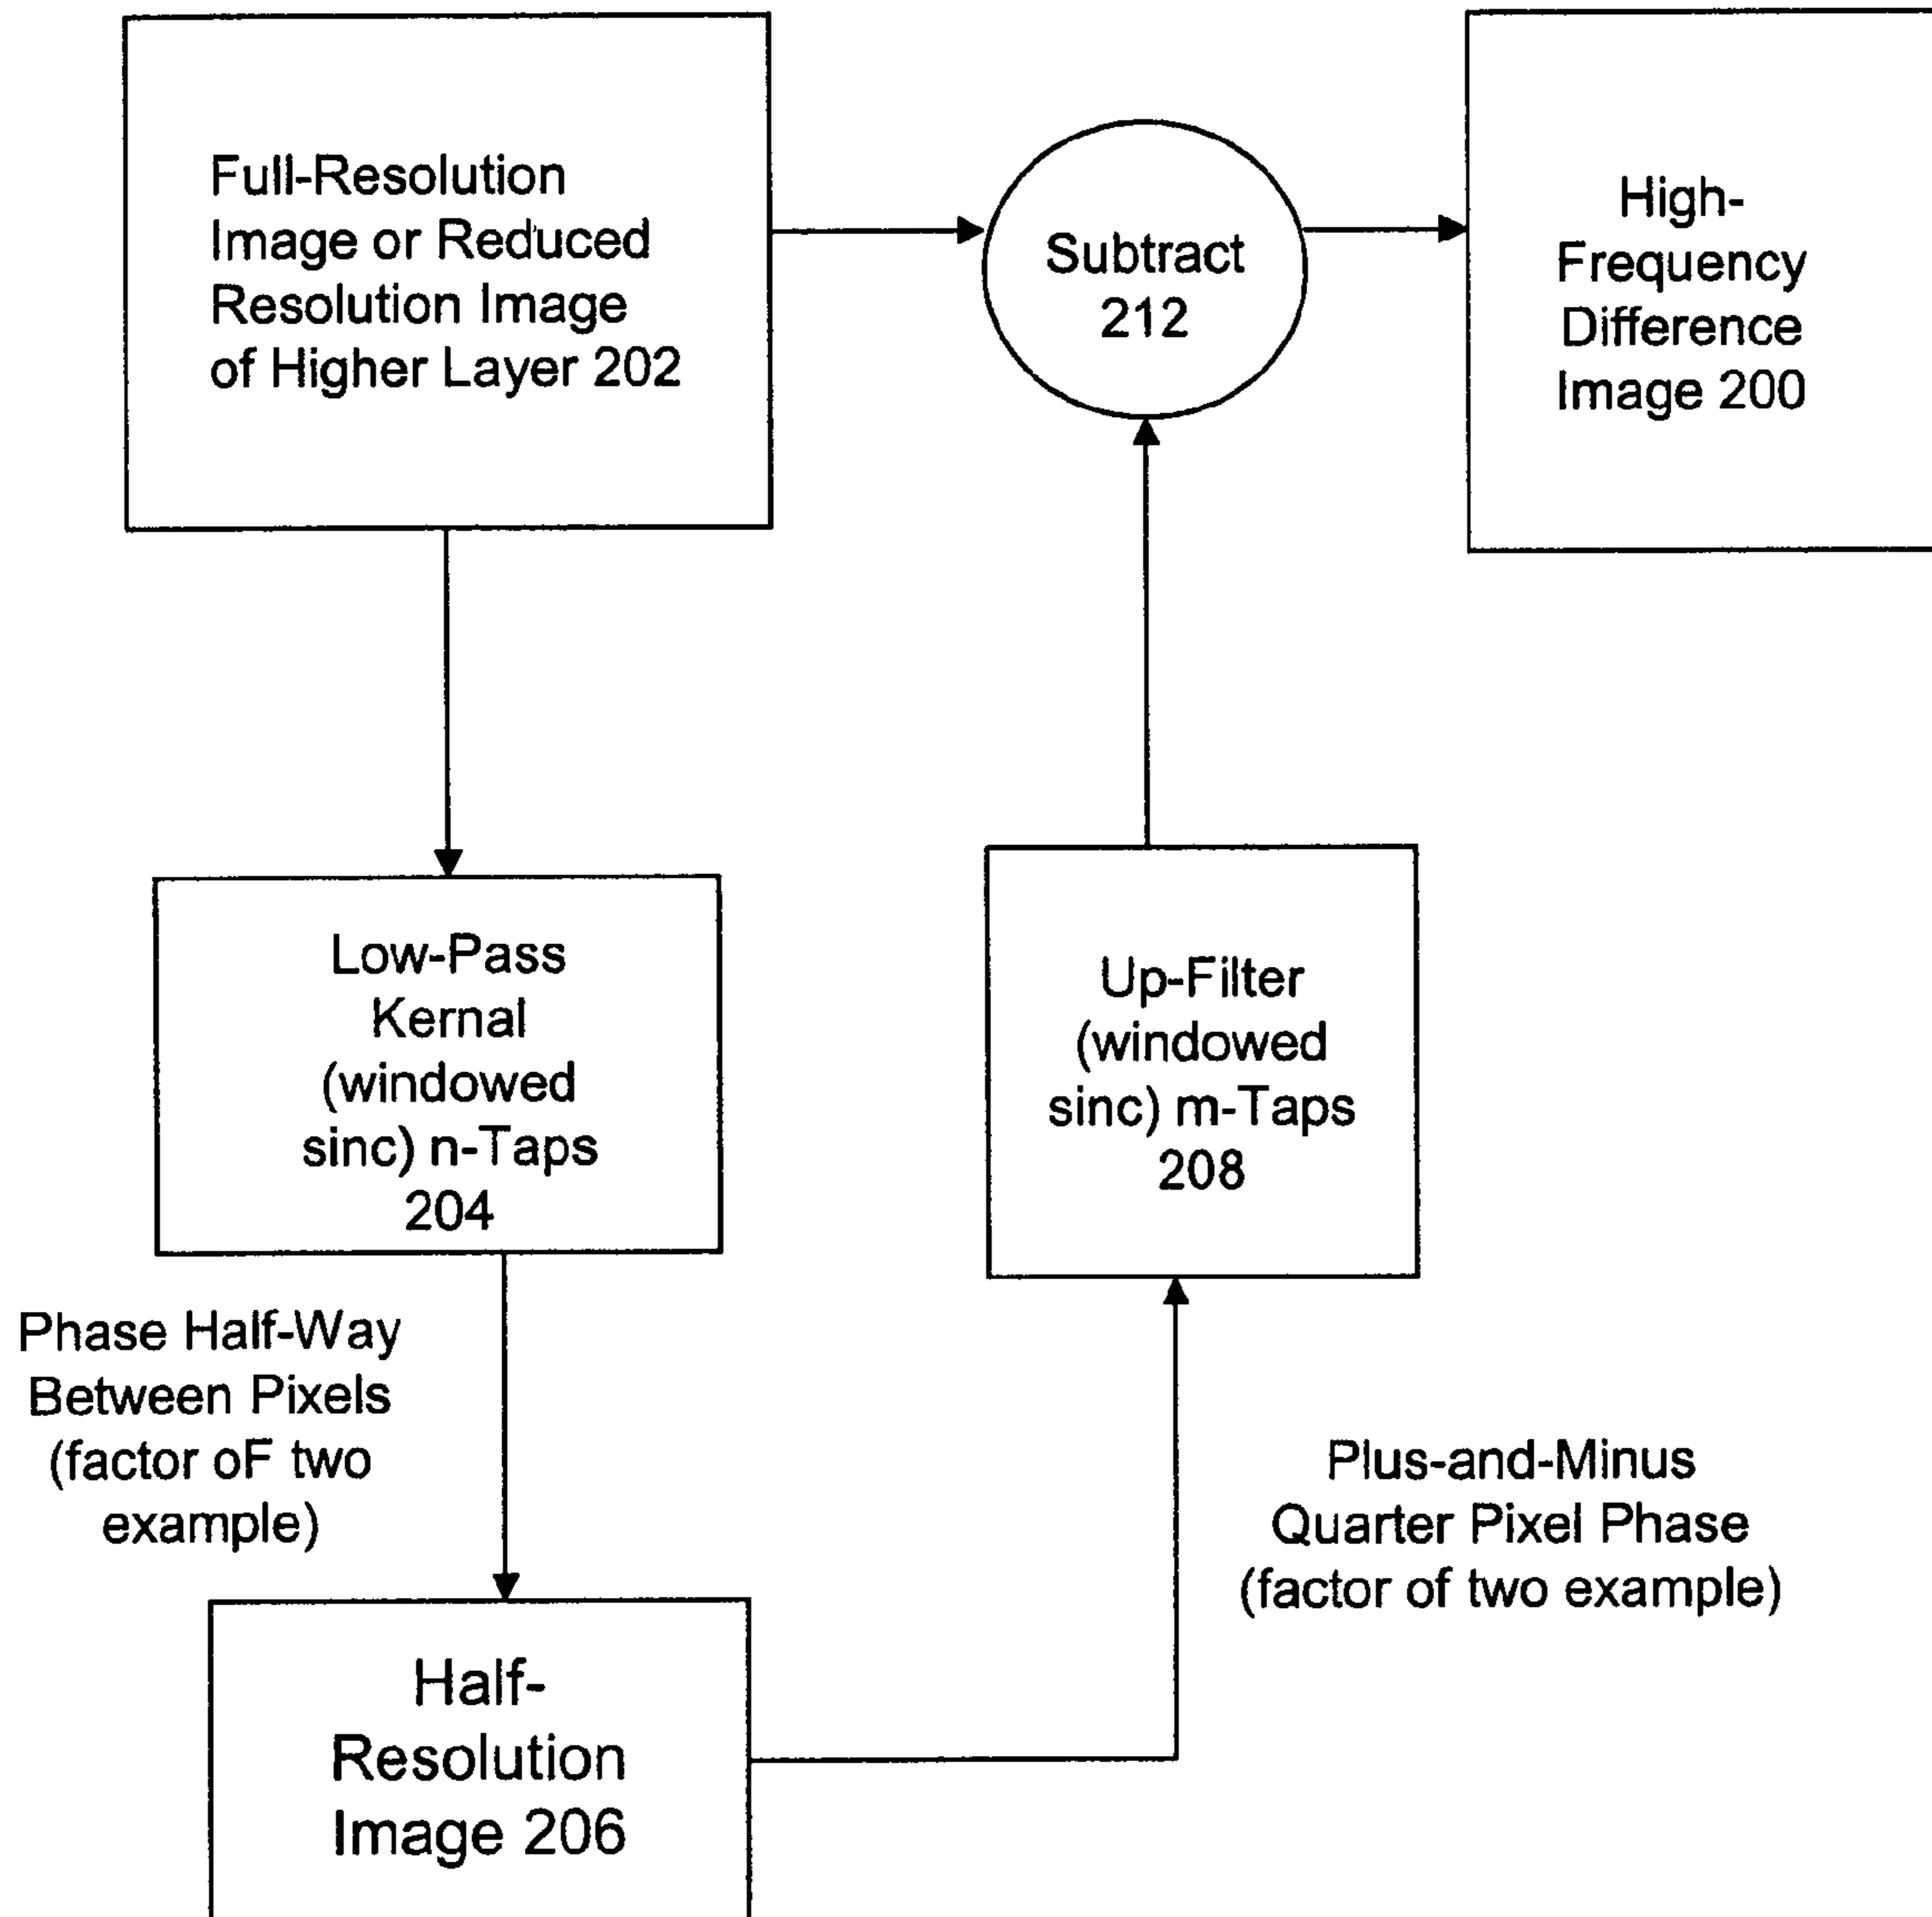 Full-Resolution
Image or Reduced
Resolution Image
of Higher Layer 202
Subtract
212
High-
Frequency
Difference
Image 200
Low-Pass
Kernal
(windowed
sinc) n-Taps
204
Up-Filter
(windowed
sinc) m-Taps
208
Phase Half-Way
Between Pixels
(factor oF two
example)
Plus-and-Minus
Quarter Pixel Phase
(factor of two example)
Half-
Resolution
Image 206